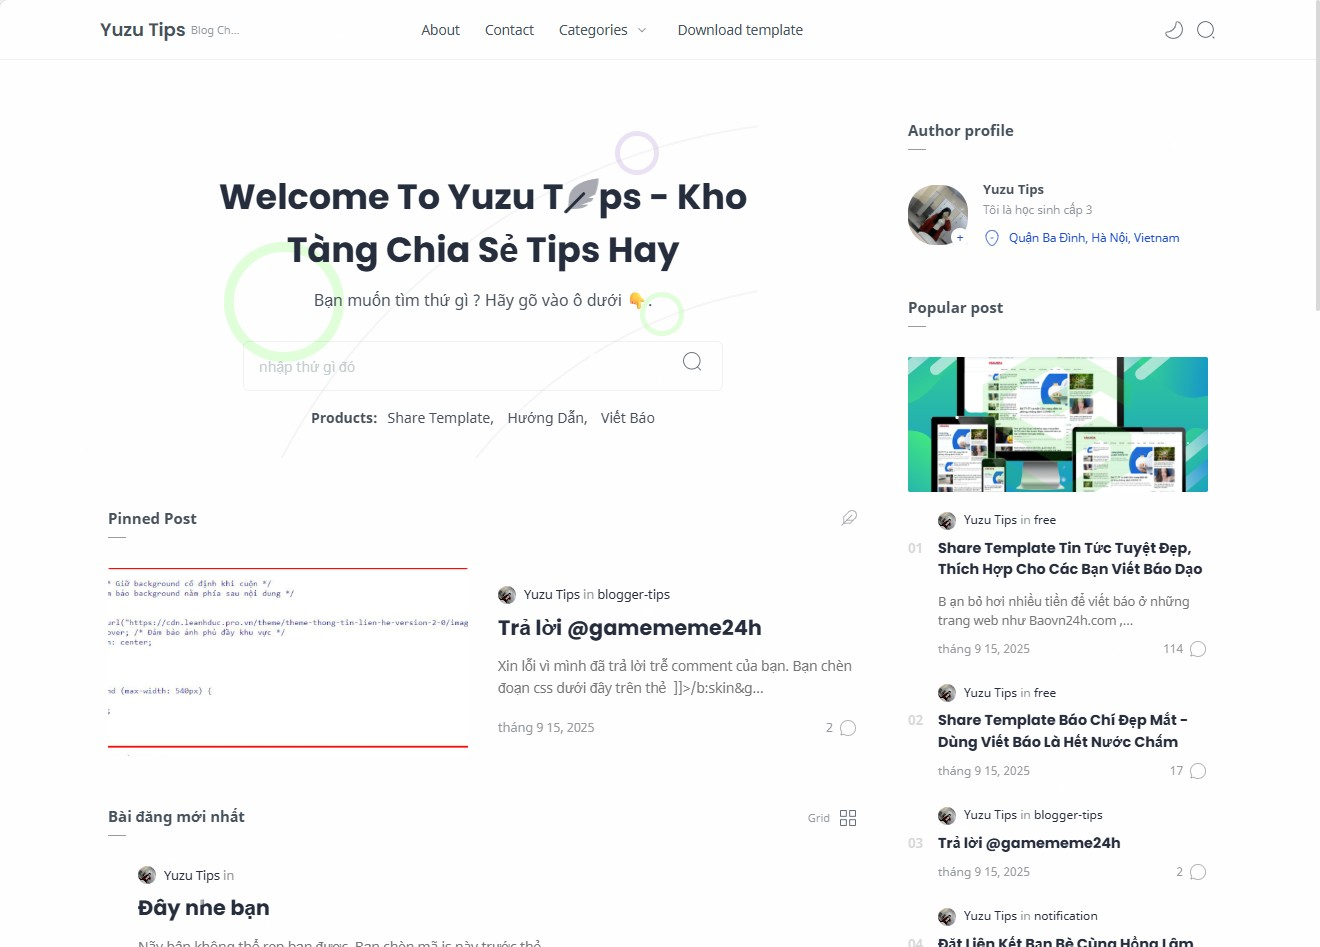 Yuzu Tips Blog Ch...
About Contact Categories Download template
Welcome To Yuzu T ps - Kho
Tàng Chia Sẻ Tips Hay
Bạn muốn tìm thứ gì ? Hãy gõ vào ô dưới 👇 .
nhập thứ gì đó
Products: Share Template, Hướng Dẫn, Viết Báo
Pinned Post
* Giữ background cố định khi cuộn */
m bảo background nằm phía sau nội dung */
url("https://cdn.leanhduc.pro.vn/theme/theme-thong-tin-lien-he-version-2-0/imag
over; /* Đảm bảo ảnh phủ đầy khu vực */
n: center;
nd (max-width: 540px) {
;
Yuzu Tips in blogger-tips
Trả lời @gamememe24h
Xin lỗi vì mình đã trả lời trễ comment của bạn. Bạn chèn
đoạn css dưới đây trên thẻ ]]>/b:skin&g...
tháng 9 15, 2025 2
Bài đăng mới nhất Grid
Yuzu Tips in
Đây nhe bạn
Nãy bận không thể rep bạn được. Bạn chèn mã js này trước thẻ
Author profile
Yuzu Tips
Tôi là học sinh cấp 3
+
Quận Ba Đình, Hà Nội, Vietnam
Popular post
Yuzu Tips in free
01 Share Template Tin Tức Tuyệt Đẹp,
Thích Hợp Cho Các Bạn Viết Báo Dạo
B ạn bỏ hơi nhiều tiền để viết báo ở những
trang web như Baovn24h.com ,...
tháng 9 15, 2025 114
Yuzu Tips in free
02 Share Template Báo Chí Đẹp Mắt -
Dùng Viết Báo Là Hết Nước Chấm
tháng 9 15, 2025 17
Yuzu Tips in blogger-tips
03 Trả lời @gamememe24h
tháng 9 15, 2025 2
Yuzu Tips in notification
04 Đặt Liên Kết Bạn Bè Cùng Hồng Lâm